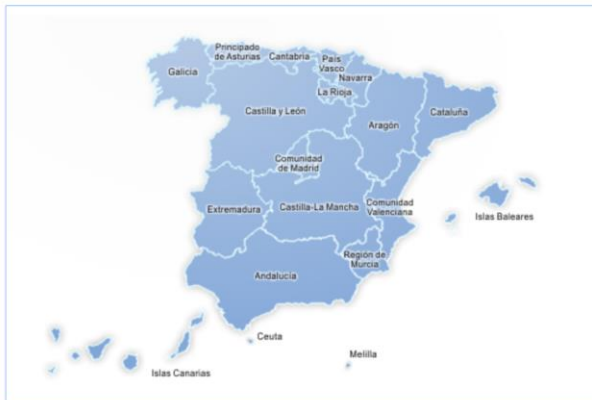 Principado
de Asturias
Cantabria
País
Vasco
Navarra
Galicia
La Rioja
Castilla y León
Cataluña
Aragón
Comunidad
de Madrid
Extremadura
Castilla-La Mancha
Comunidad
Valenciana
Islas Baleares
Región de
Murcia
Andalucía
Ceuta
Melilla
Islas Canarias